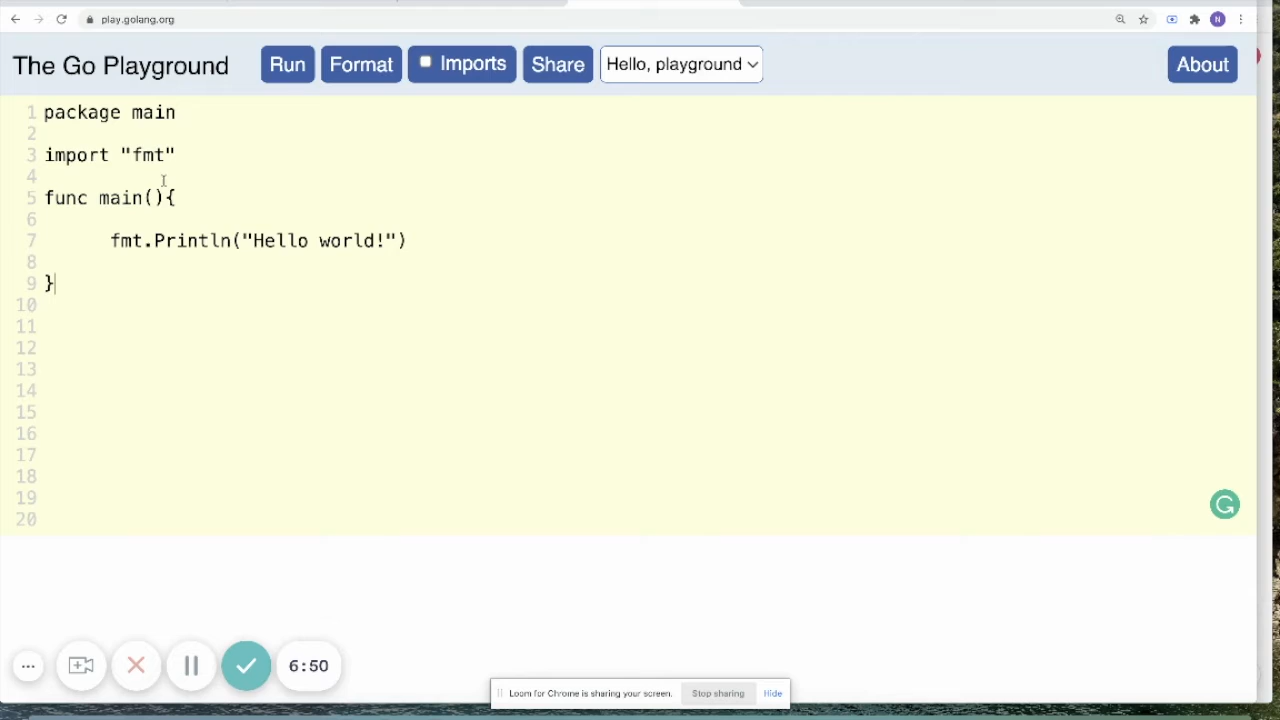 play.golang.org
N
The Go Playground Run Format Imports Share Hello, playground About
1 package main
2
3 import "fmt"
4
5 func main(){
6
7 fmt.Println("Hello world!")
8
9 }
10
11
12
13
14
15
16
17
18
19
20
6:50
Loom for Chrome is sharing your screen. Stop sharing Hide